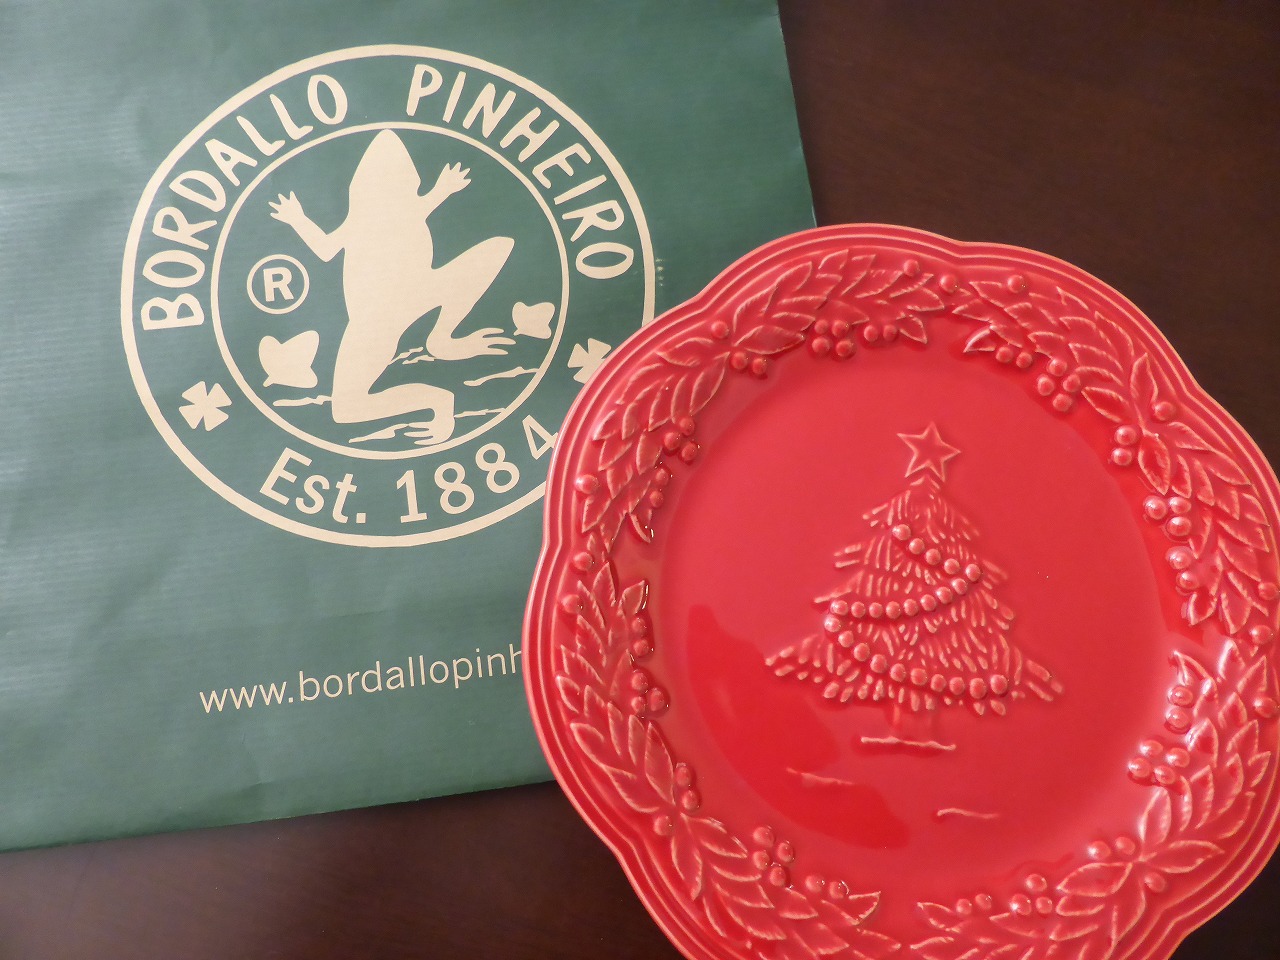 BORDALLO PINHEIRO
®
Est. 1884
www.bordallopinh